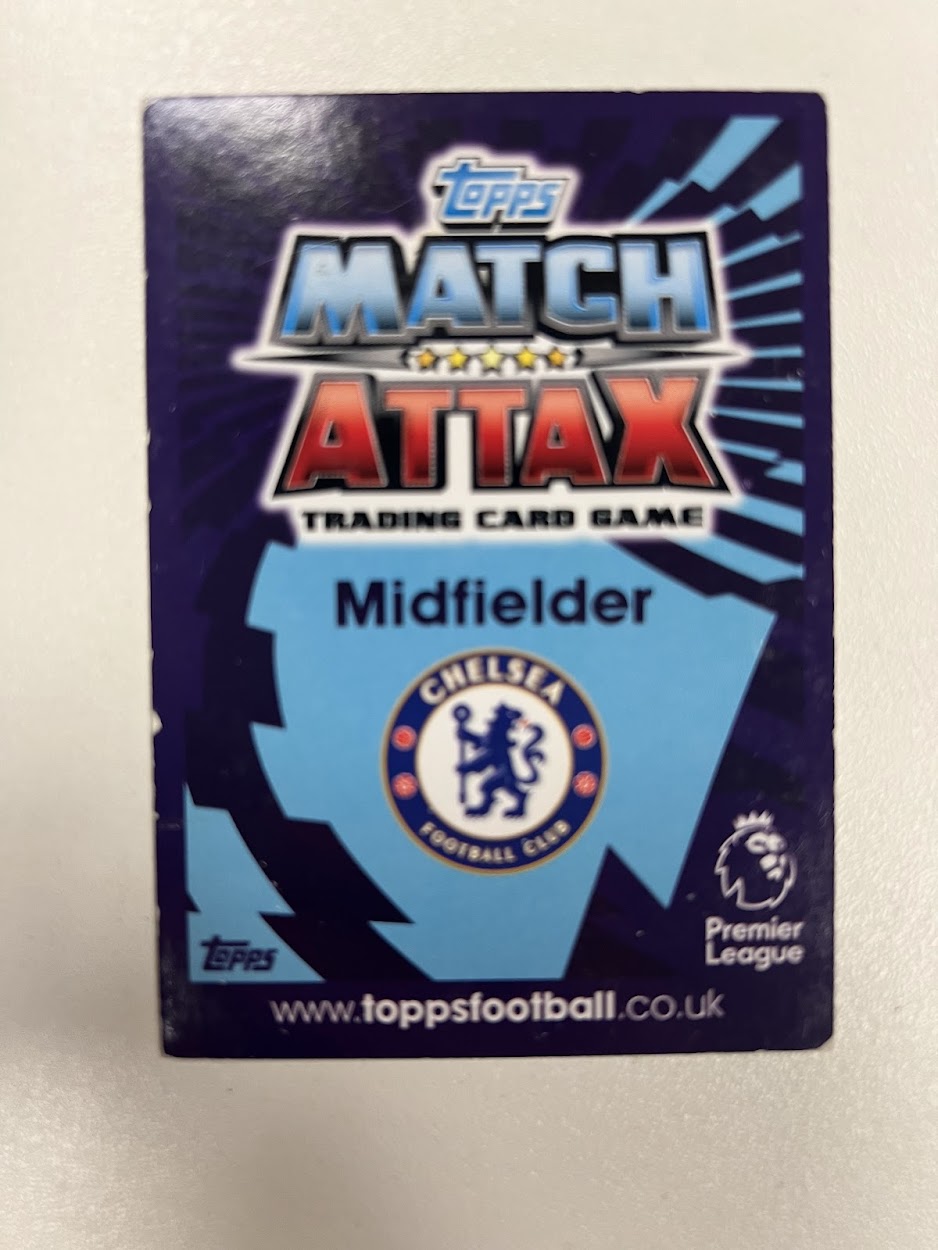 topps
MATCH
ATTAX
TRADING CARD GAME
Midfielder
CHELSEA
FOOTBALL CLUB
Premier
League
topps
www.toppsfootball.co.uk